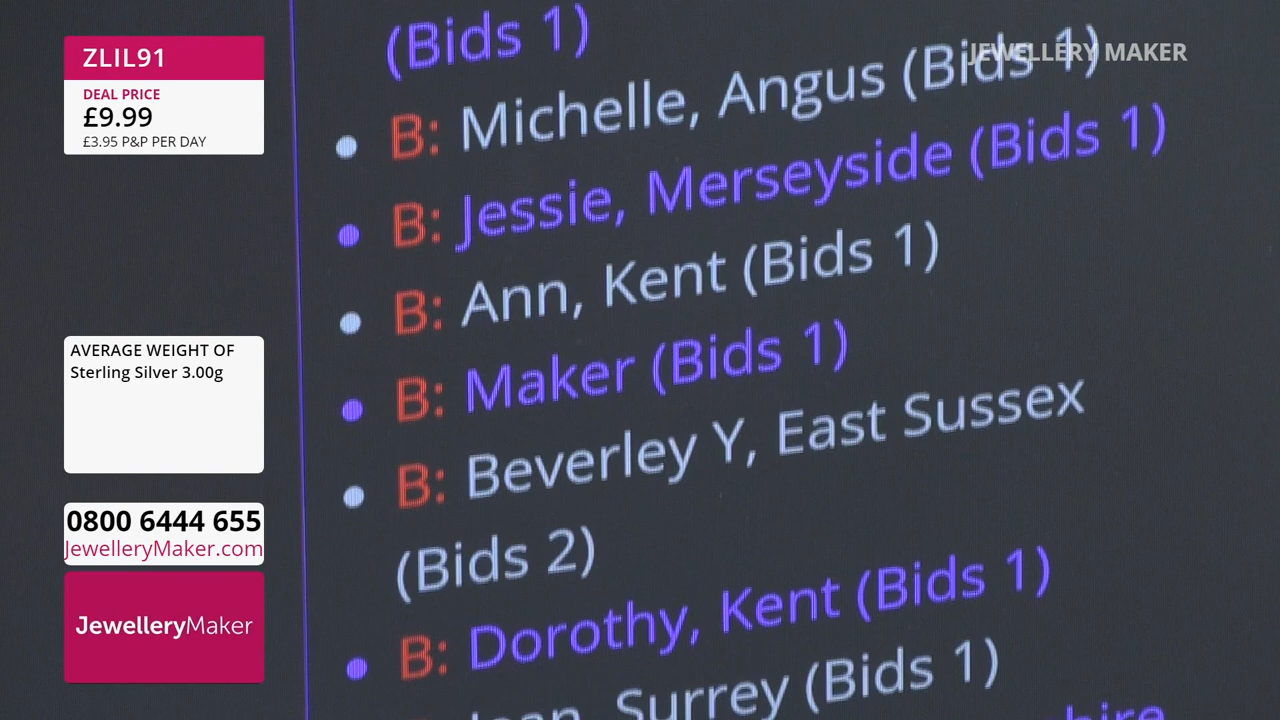 ZLIL91
DEAL PRICE
£9.99
£3.95 P&P PER DAY
AVERAGE WEIGHT OF
Sterling Silver 3.00g
0800 6444 655
JewelleryMaker.com
JewelleryMaker
JEWELLERY MAKER
(Bids 1)
B: Michelle, Angus (Bids 1)
B: Jessie, Merseyside (Bids 1)
B: Ann, Kent (Bids 1)
B: Maker (Bids 1)
B: Beverley Y, East Sussex
(Bids 2)
B: Dorothy, Kent (Bids 1)
Surrey (Bids 1)